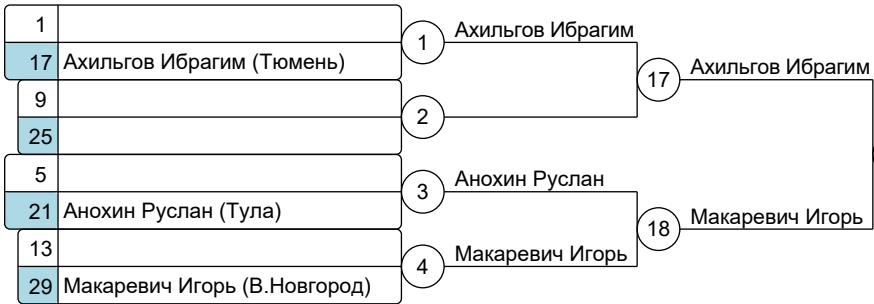 1
17 Ахильгов Ибрагим (Тюмень)
9
25
5
21 Анохин Руслан (Тула)
13
29 Макаревич Игорь (В.Новгород)
1
2
3
4
Ахильгов Ибрагим
Анохин Руслан
Макаревич Игорь
17
18
Ахильгов Ибрагим
Макаревич Игорь